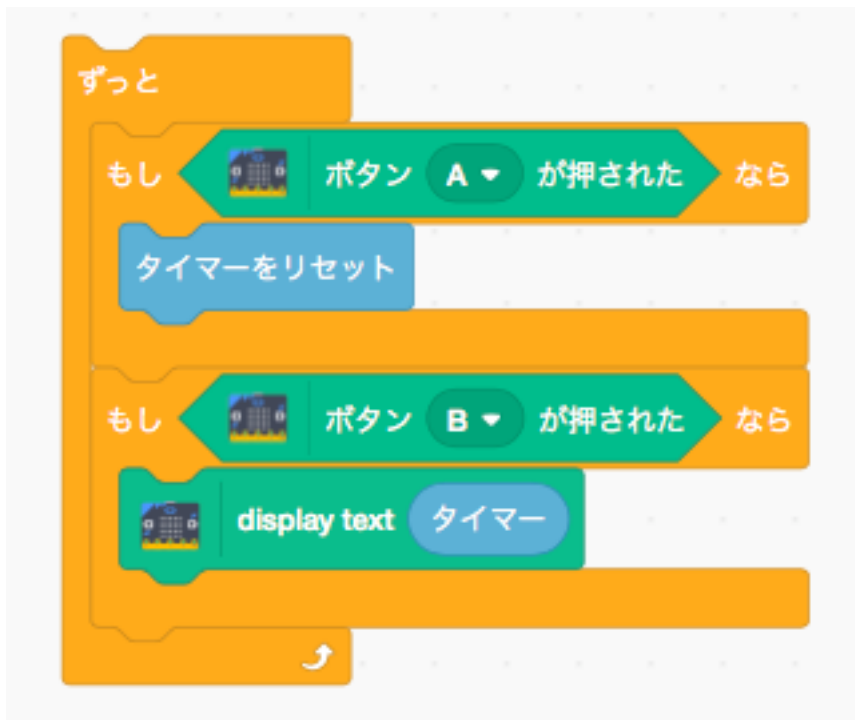 ずっと
もし ボタン A が押された なら
タイマーをリセット
もし ボタン B が押された なら
display text タイマー